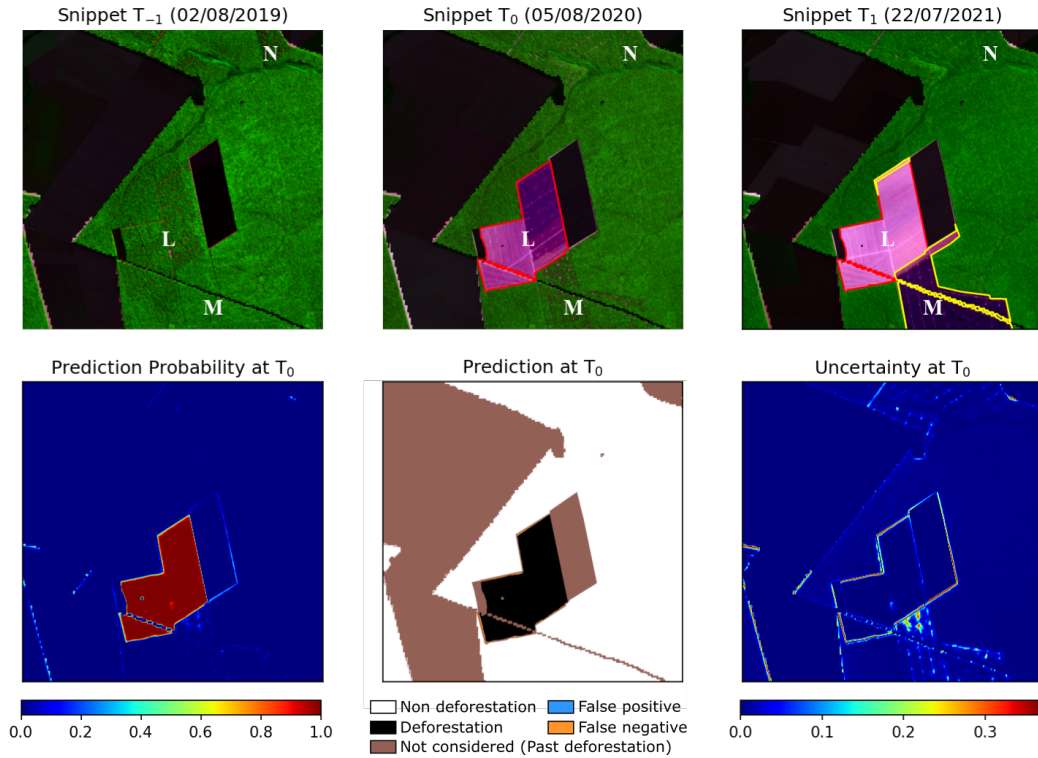 Snippet T₋₁ (02/08/2019)
Snippet T₀ (05/08/2020)
Snippet T₁ (22/07/2021)
N
L
M
N
L
M
N
L
M
Prediction Probability at T₀
Prediction at T₀
Uncertainty at T₀
0.0 0.2 0.4 0.6 0.8 1.0
Non deforestation
False positive
Deforestation
False negative
Not considered (Past deforestation)
0.0 0.1 0.2 0.3